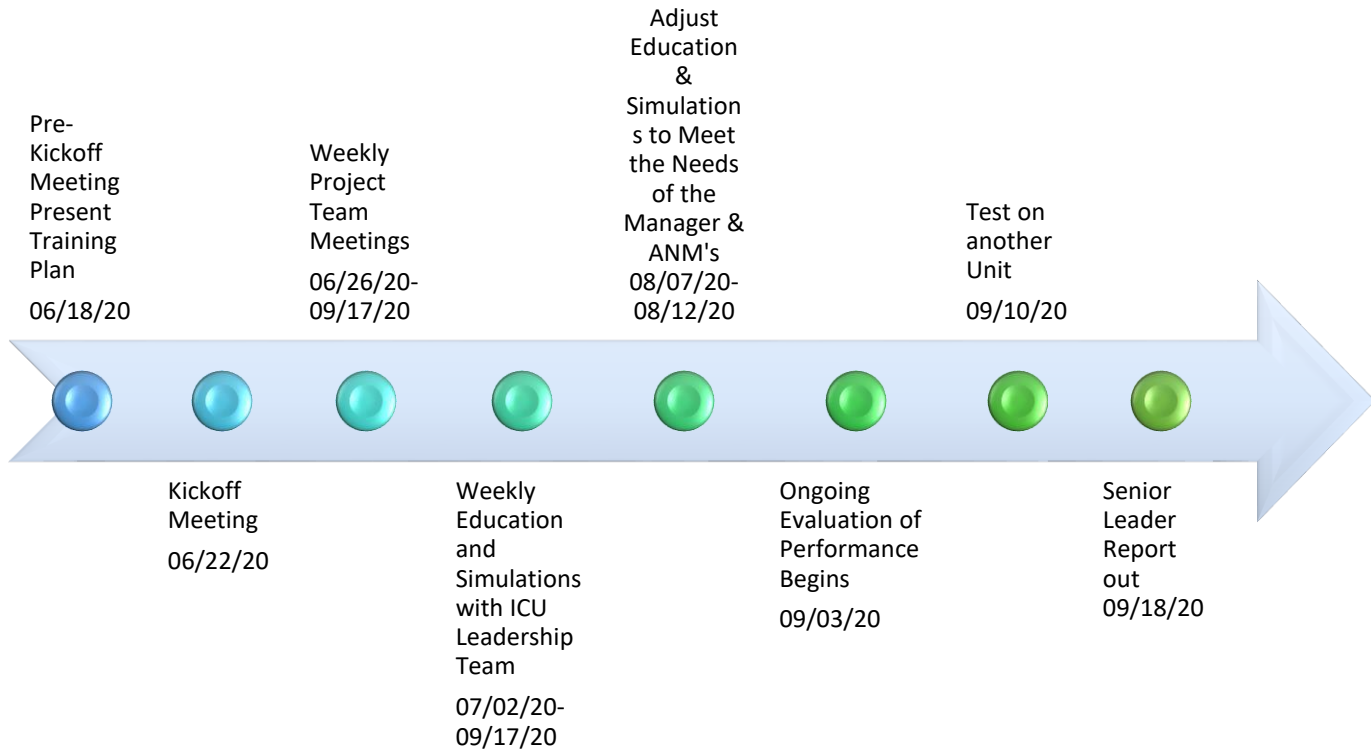 Pre-
Kickoff
Meeting
Present
Training
Plan
06/18/20
Kickoff
Meeting
06/22/20
Weekly
Project
Team
Meetings
06/26/20-
09/17/20
Weekly
Education
and
Simulations
with ICU
Leadership
Team
07/02/20-
09/17/20
Adjust
Education
&
Simulation
s to Meet
the Needs
of the
Manager &
ANM's
08/07/20-
08/12/20
Ongoing
Evaluation of
Performance
Begins
09/03/20
Test on
another
Unit
09/10/20
Senior
Leader
Report
out
09/18/20